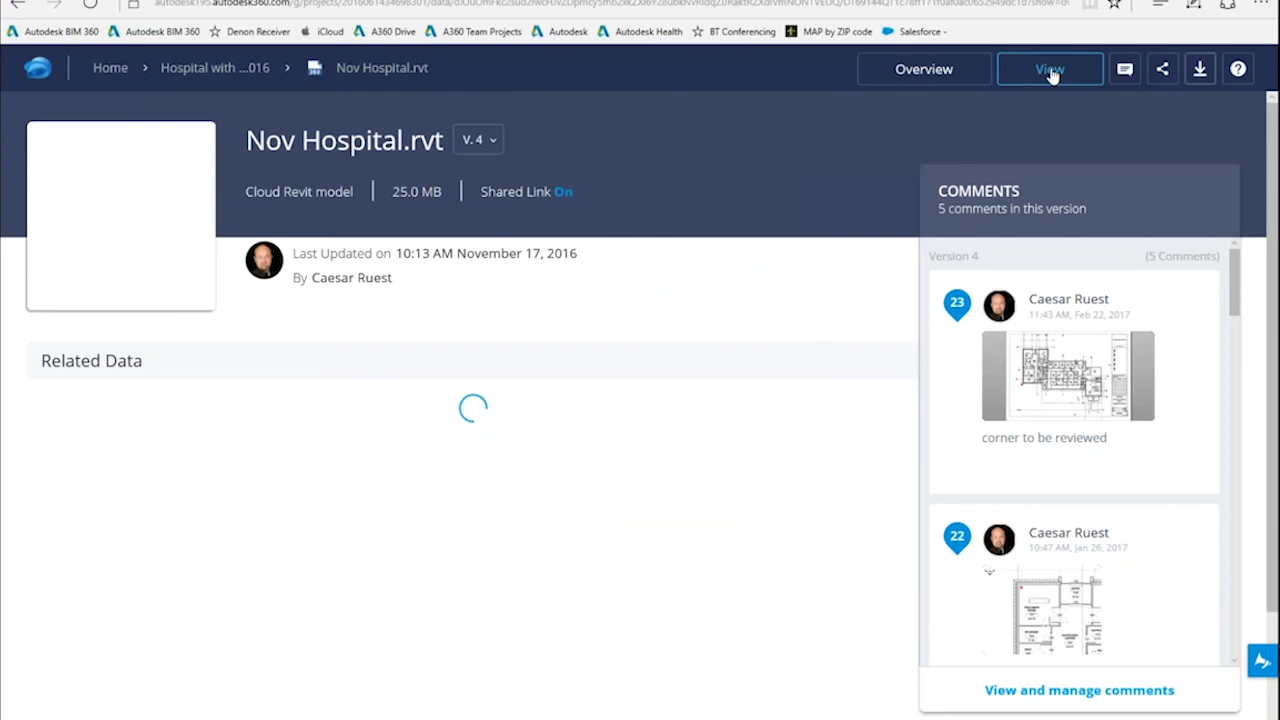 Autodesk BIM 360 Autodesk BIM 360 Denon Receiver iCloud A360 Drive A360 Team Projects Autodesk Autodesk Health BT Conferencing MAP by ZIP code Salesforce -
Home > Hospital with ...016 > Nov Hospital.rvt Overview View
Nov Hospital.rvt V. 4
Cloud Revit model 25.0 MB Shared Link On
COMMENTS
5 comments in this version
Last Updated on 10:13 AM November 17, 2016
By Caesar Ruest
Version 4 (5 Comments)
23 Caesar Ruest
11:43 AM, Feb 22, 2017
Related Data
corner to be reviewed
22 Caesar Ruest
10:47 AM, Jan 26, 2017
View and manage comments